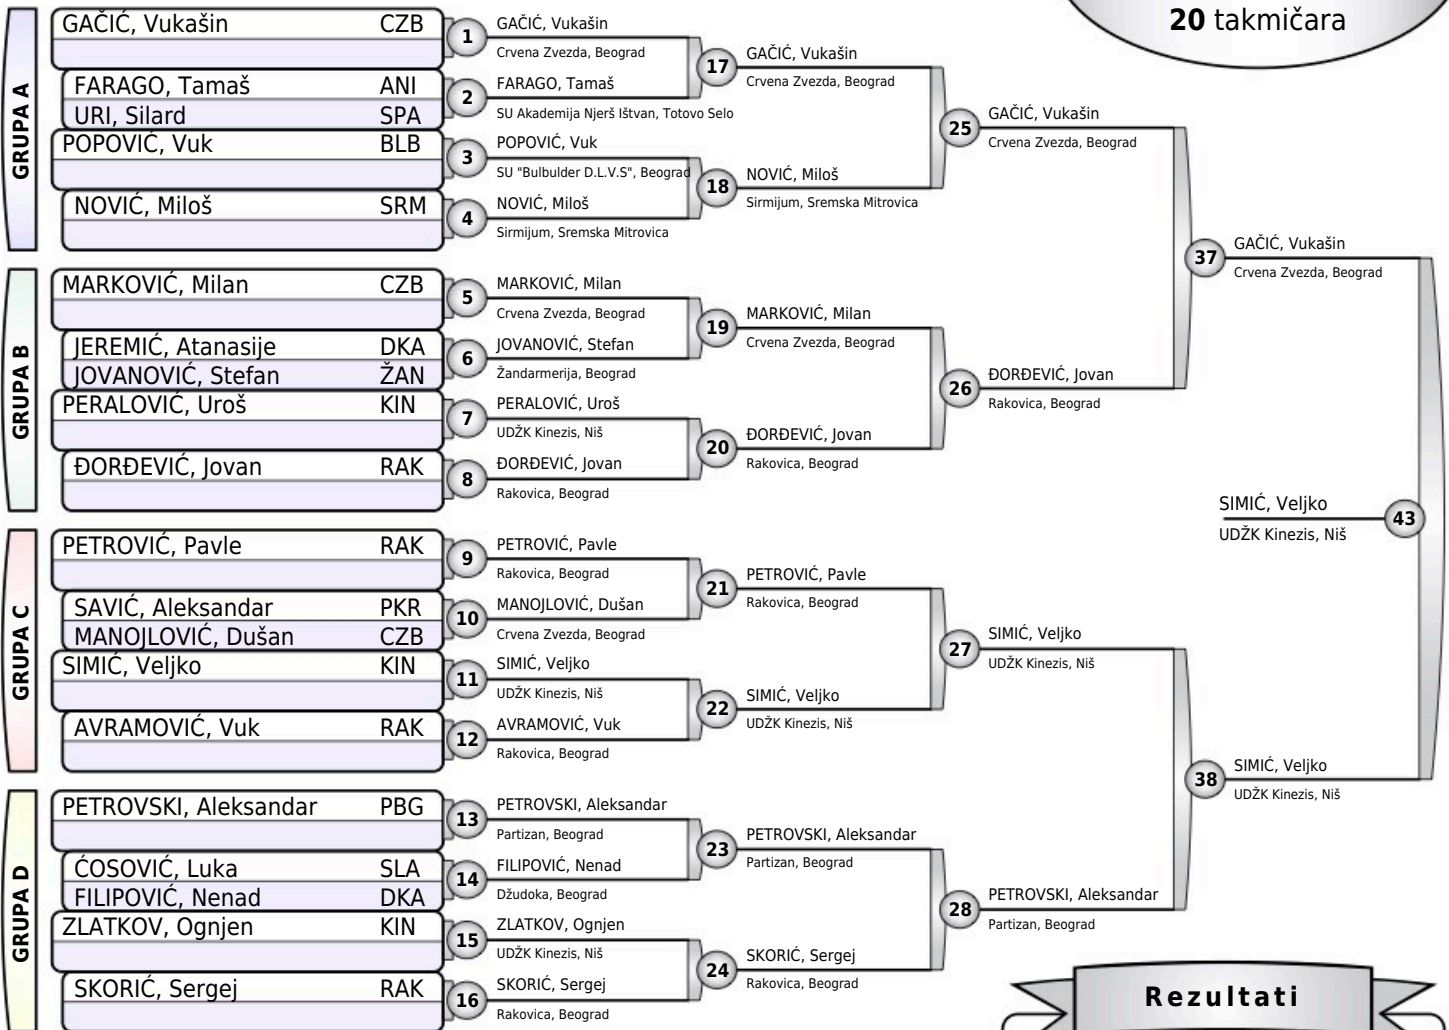 20 takmičara
GRUPA A
GAČIĆ, Vukašin CZB
FARAGO, Tamaš ANI
URI, Silard SPA
POPOVIĆ, Vuk BLB
NOVIĆ, Miloš SRM
GRUPA B
MARKOVIĆ, Milan CZB
JEREMIĆ, Atanasije DKA
JOVANOVIĆ, Stefan ŽAN
PERALOVIĆ, Uroš KIN
ĐORĐEVIĆ, Jovan RAK
GRUPA C
PETROVIĆ, Pavle RAK
SAVIĆ, Aleksandar PKR
MANOJLOVIĆ, Dušan CZB
SIMIĆ, Veljko KIN
AVRAMOVIĆ, Vuk RAK
GRUPA D
PETROVSKI, Aleksandar PBG
ĆOSOVIĆ, Luka SLA
FILIPOVIĆ, Nenad DKA
ZLATKOV, Ognjen KIN
SKORIĆ, Sergej RAK
1 GAČIĆ, Vukašin
Crvena Zvezda, Beograd
2 FARAGO, Tamaš
SU Akademija Njerš Ištvan, Totovo Selo
3 POPOVIĆ, Vuk
SU "Bulbulder D.L.V.S", Beograd
4 NOVIĆ, Miloš
Sirmijum, Sremska Mitrovica
5 MARKOVIĆ, Milan
Crvena Zvezda, Beograd
6 JOVANOVIĆ, Stefan
Žandarmerija, Beograd
7 PERALOVIĆ, Uroš
UDŽK Kinezis, Niš
8 ĐORĐEVIĆ, Jovan
Rakovica, Beograd
9 PETROVIĆ, Pavle
Rakovica, Beograd
10 MANOJLOVIĆ, Dušan
Crvena Zvezda, Beograd
11 SIMIĆ, Veljko
UDŽK Kinezis, Niš
12 AVRAMOVIĆ, Vuk
Rakovica, Beograd
13 PETROVSKI, Aleksandar
Partizan, Beograd
14 FILIPOVIĆ, Nenad
Džudoka, Beograd
15 ZLATKOV, Ognjen
UDŽK Kinezis, Niš
16 SKORIĆ, Sergej
Rakovica, Beograd
17 GAČIĆ, Vukašin
Crvena Zvezda, Beograd
18 NOVIĆ, Miloš
Sirmijum, Sremska Mitrovica
19 MARKOVIĆ, Milan
Crvena Zvezda, Beograd
20 ĐORĐEVIĆ, Jovan
Rakovica, Beograd
21 PETROVIĆ, Pavle
Rakovica, Beograd
22 SIMIĆ, Veljko
UDŽK Kinezis, Niš
23 PETROVSKI, Aleksandar
Partizan, Beograd
24 SKORIĆ, Sergej
Rakovica, Beograd
25 GAČIĆ, Vukašin
Crvena Zvezda, Beograd
26 ĐORĐEVIĆ, Jovan
Rakovica, Beograd
27 SIMIĆ, Veljko
UDŽK Kinezis, Niš
28 PETROVSKI, Aleksandar
Partizan, Beograd
37 GAČIĆ, Vukašin
Crvena Zvezda, Beograd
38 SIMIĆ, Veljko
UDŽK Kinezis, Niš
SIMIĆ, Veljko 43
UDŽK Kinezis, Niš
Rezultati